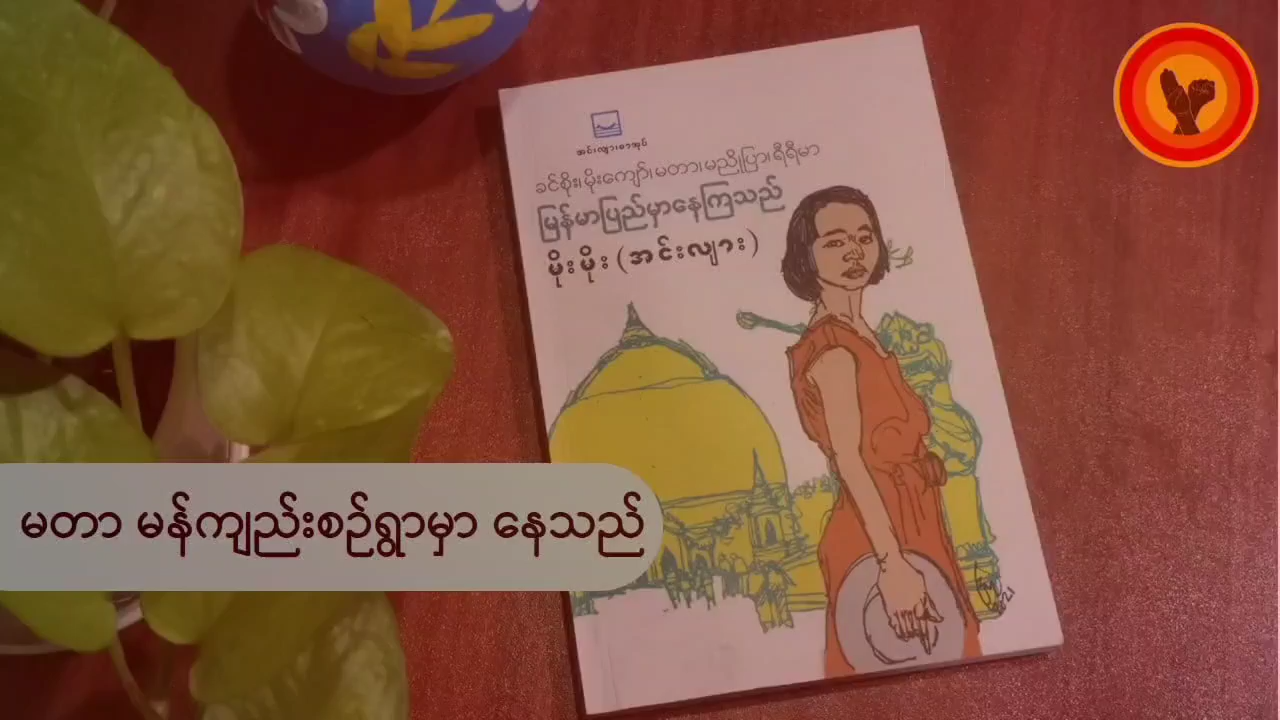 အင်းလျားစာအုပ်
ခင်စိုး၊မိုးကျော်၊မတာ၊မညိုပြာ၊ရီရီမာ
မြန်မာပြည်မှာနေကြသည်
မိုးမိုး(အင်းလျား)
မတာ မန်ကျည်းစဉ်ရွာမှာ နေသည်
2021